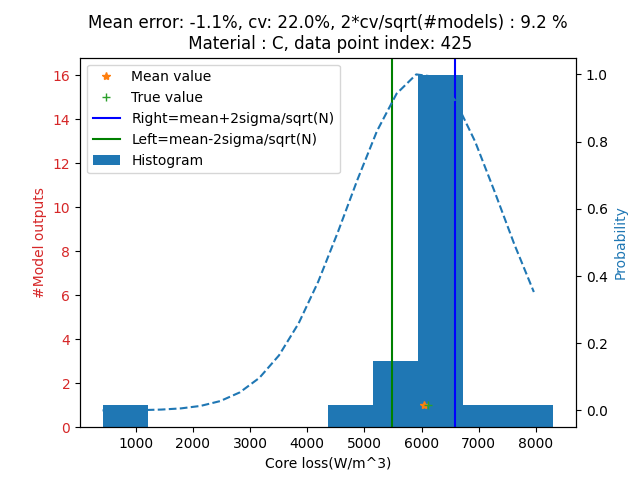 Mean error: -1.1%, cv: 22.0%, 2*cv/sqrt(#models) : 9.2 %
Material : C, data point index: 425
Mean value
True value
Right=mean+2sigma/sqrt(N)
Left=mean-2sigma/sqrt(N)
Histogram
#Model outputs
16
14
12
10
8
6
4
2
0
1.0
0.8
0.6
0.4
0.2
0.0
Probability
1000 2000 3000 4000 5000 6000 7000 8000
Core loss(W/m^3)